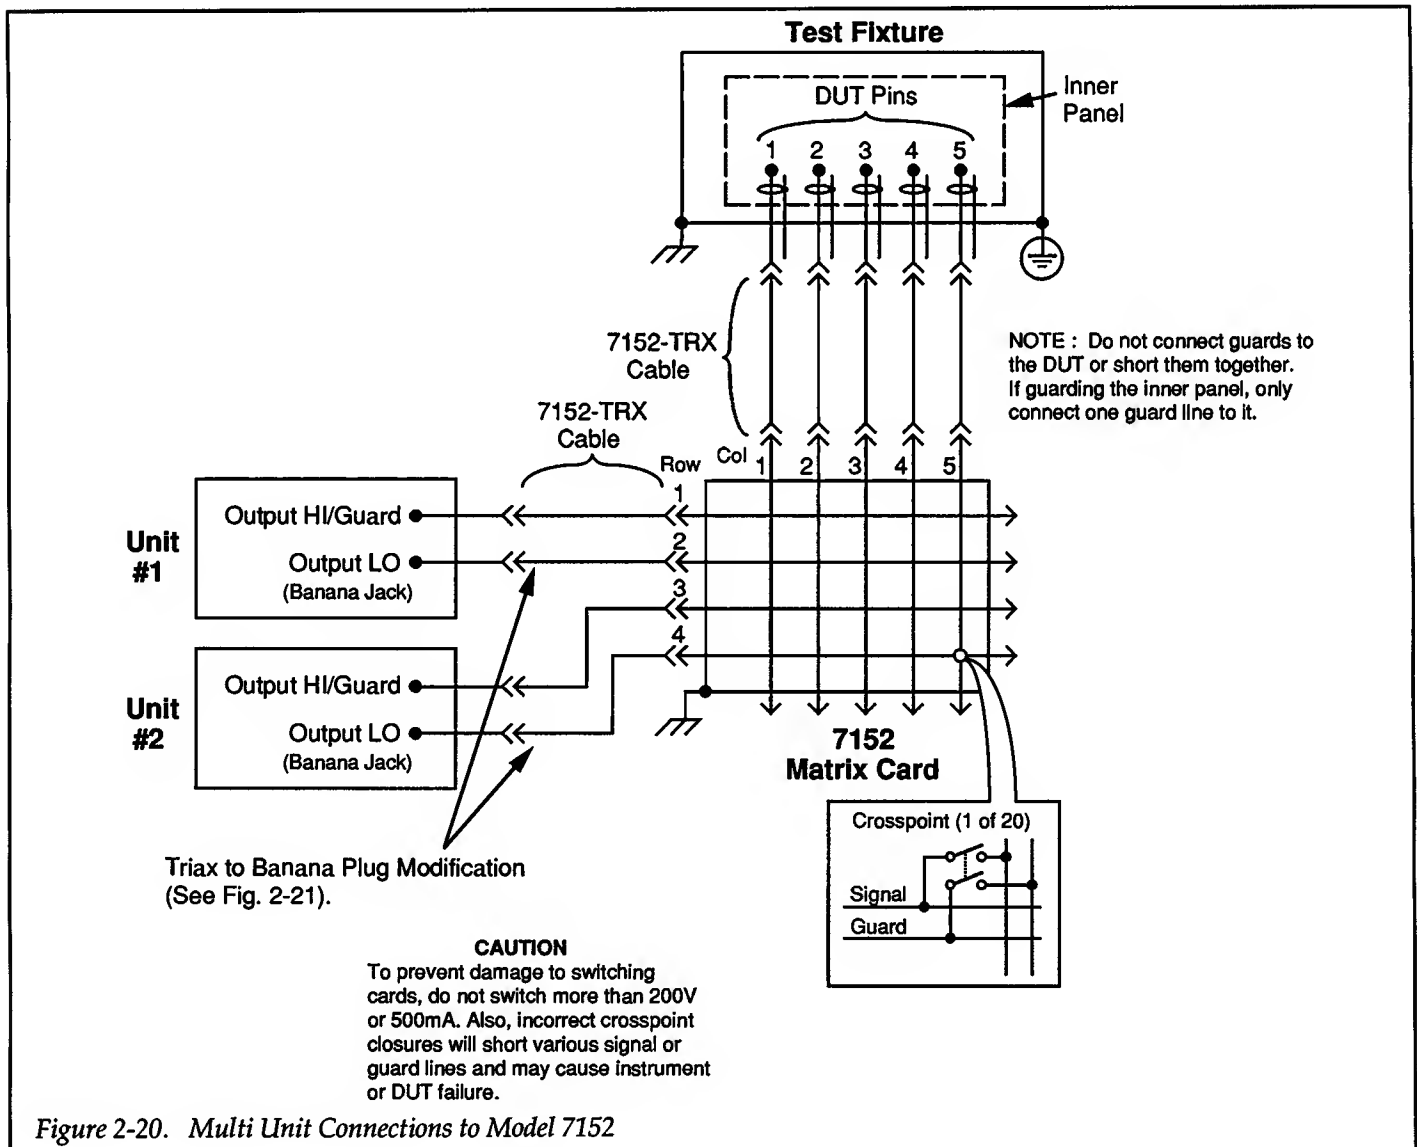 Test Fixture
Inner
Panel
DUT Pins
1 2 3 4 5
7152-TRX
Cable
NOTE : Do not connect guards to
the DUT or short them together.
If guarding the inner panel, only
connect one guard line to it.
7152-TRX
Cable
Row
Col 1 2 3 4 5
1
2
3
4
Unit
#1
Output HI/Guard
Output LO
(Banana Jack)
Unit
#2
Output HI/Guard
Output LO
(Banana Jack)
7152
Matrix Card
Crosspoint (1 of 20)
Signal
Guard
Triax to Banana Plug Modification
(See Fig. 2-21).
CAUTION
To prevent damage to switching
cards, do not switch more than 200V
or 500mA. Also, incorrect crosspoint
closures will short various signal or
guard lines and may cause instrument
or DUT failure.
Figure 2-20. Multi Unit Connections to Model 7152